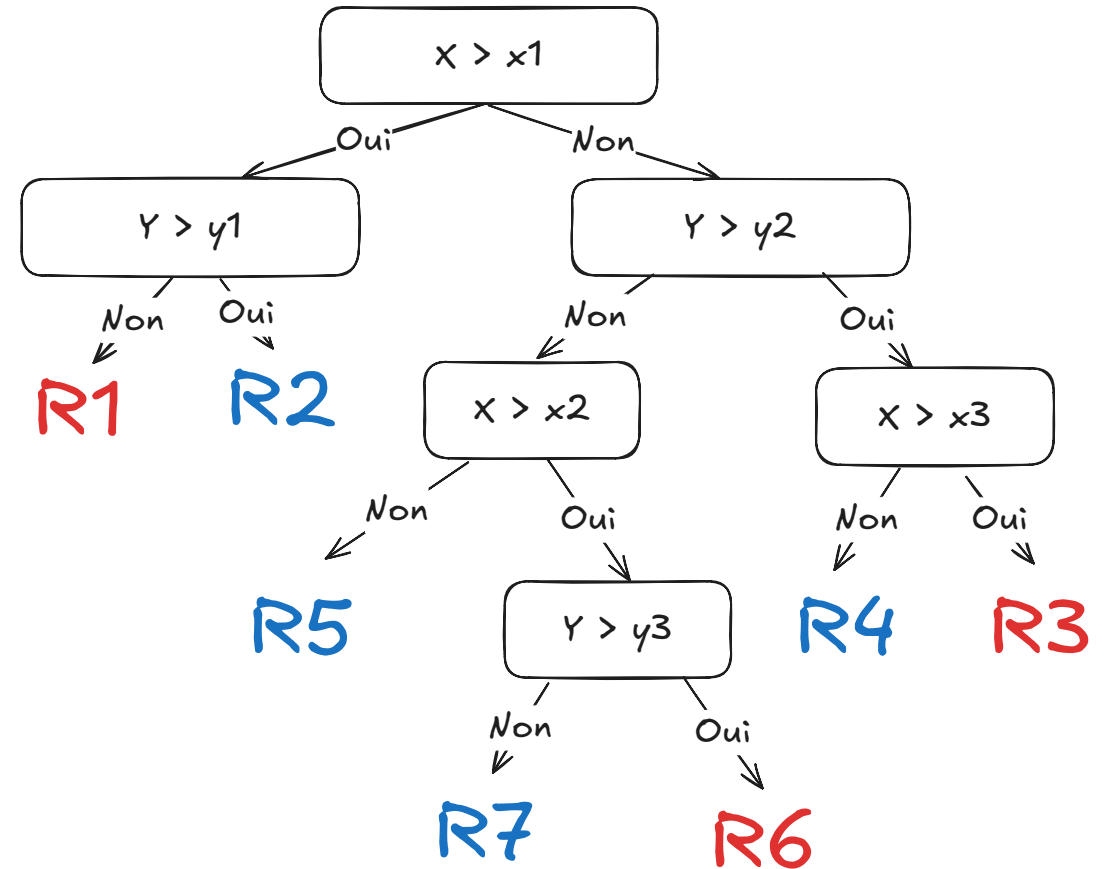 X > x1
Oui
Non
Y > y1
Y > y2
Non
Oui
Non
Oui
R1
R2
X > x2
X > x3
Non
Oui
Non
Oui
R5
Y > y3
R4
R3
Non
Oui
R7
R6